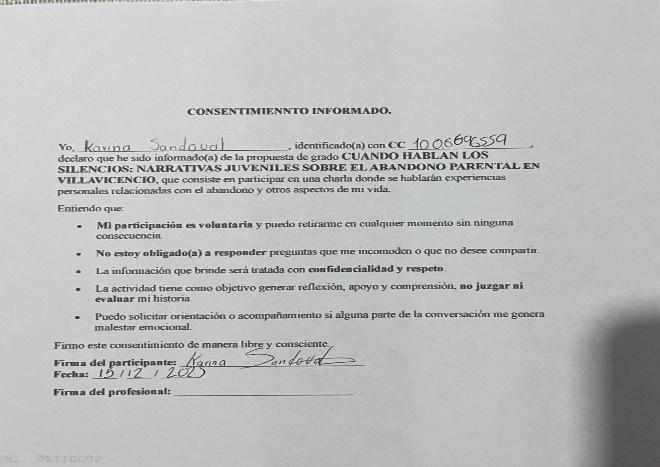 CONSENTIMIENNTO INFORMADO.
Yo, Karina Sandoval, identificado(a) con CC 1006696559,
declaro que he sido informado(a) de la propuesta de grado CUANDO HABLAN LOS
SILENCIOS: NARRATIVAS JUVENILES SOBRE EL ABANDONO PARENTAL EN
VILLAVICENCIO, que consiste en participar en una charla donde se hablarán experiencias
personales relacionadas con el abandono y otros aspectos de mi vida.
Entiendo que:
• Mi participación es voluntaria y puedo retirarme en cualquier momento sin ninguna
consecuencia.
• No estoy obligado(a) a responder preguntas que me incomoden o que no desee compartir.
• La información que brinde será tratada con confidencialidad y respeto.
• La actividad tiene como objetivo generar reflexión, apoyo y comprensión, no juzgar ni
evaluar mi historia.
• Puedo solicitar orientación o acompañamiento si alguna parte de la conversación me genera
malestar emocional.
Firmo este consentimiento de manera libre y consciente.
Firma del participante: Karina Sandoval
Fecha: 15/12/2025
Firma del profesional: